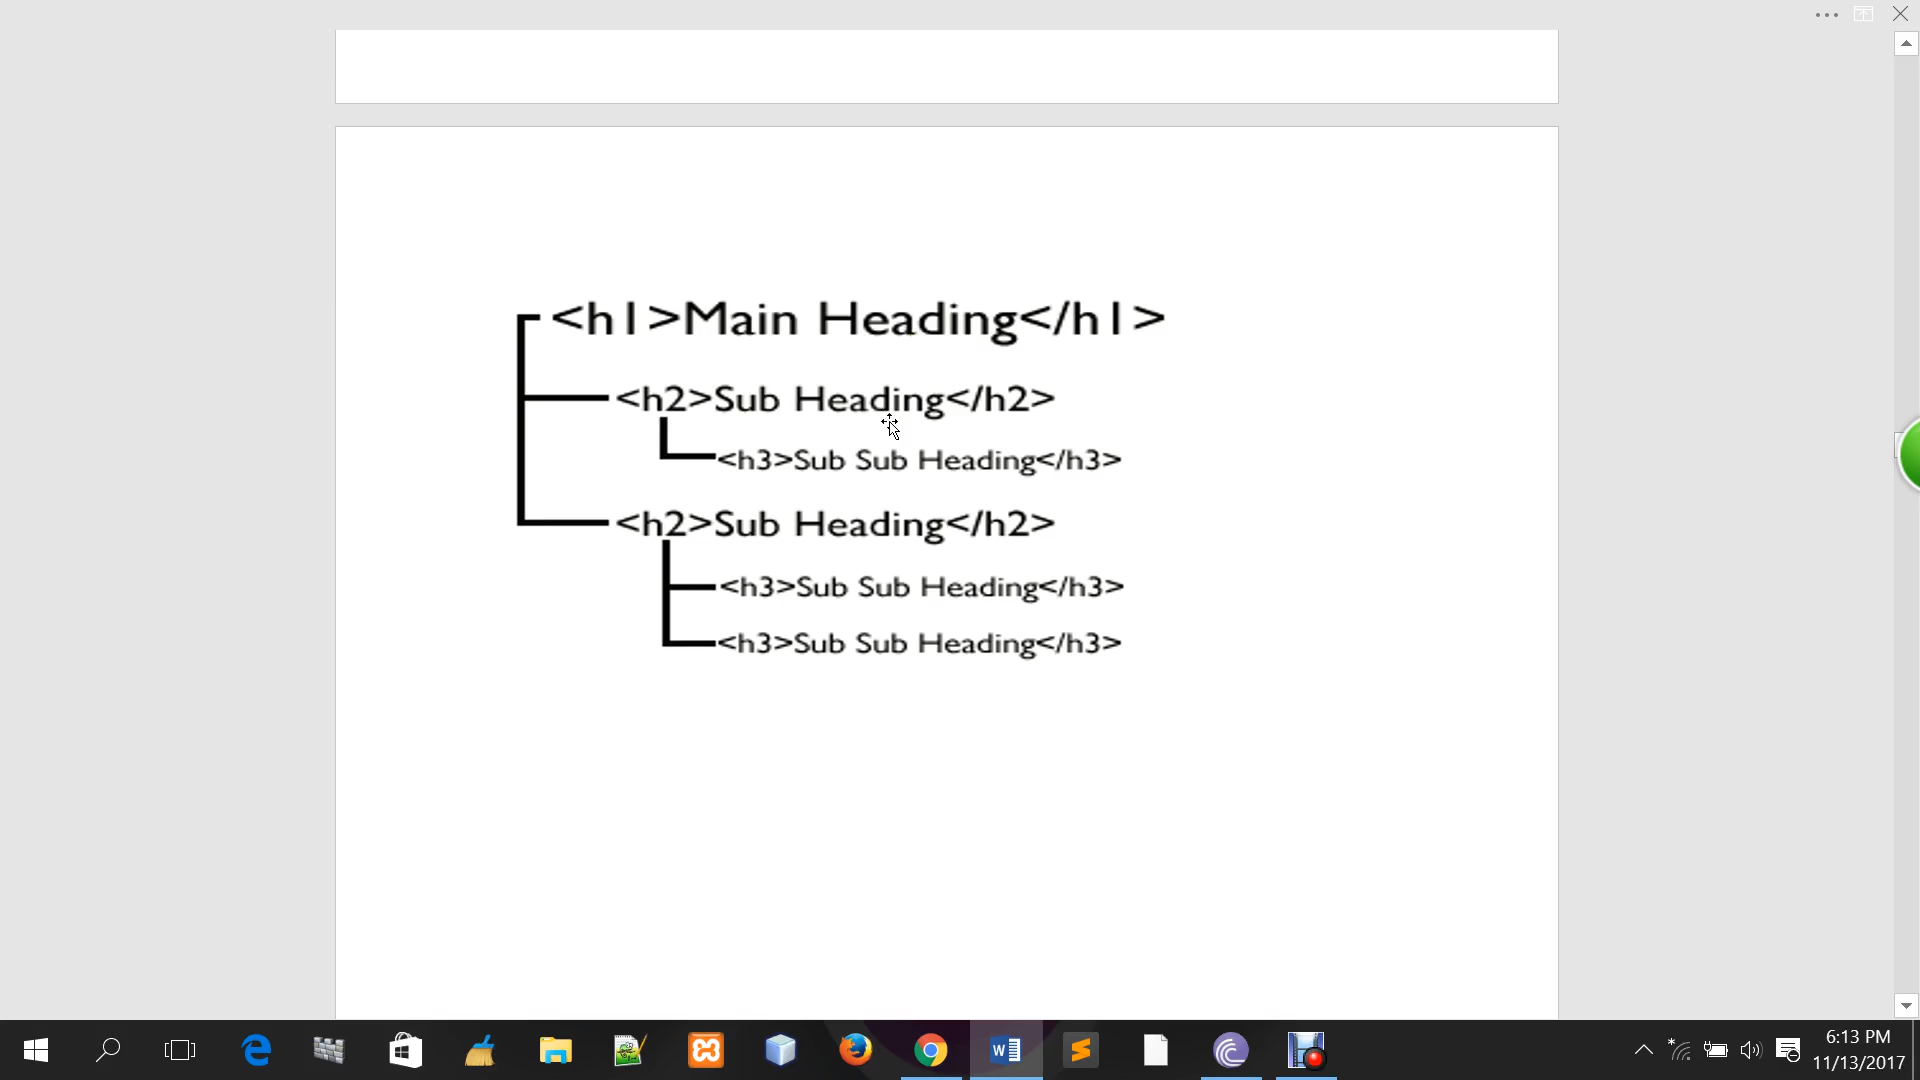 <h1>Main Heading</h1>
<h2>Sub Heading</h2>
<h3>Sub Sub Heading</h3>
<h2>Sub Heading</h2>
<h3>Sub Sub Heading</h3>
<h3>Sub Sub Heading</h3>
6:13 PM
11/13/2017